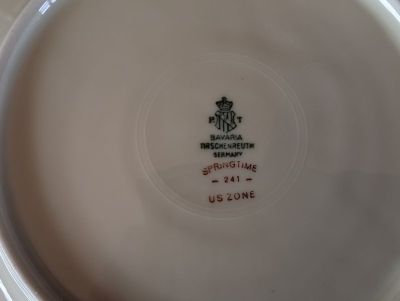 P T
BAVARIA
TIRSCHENREUTH
GERMANY
SPRINGTIME
- 241 -
US ZONE